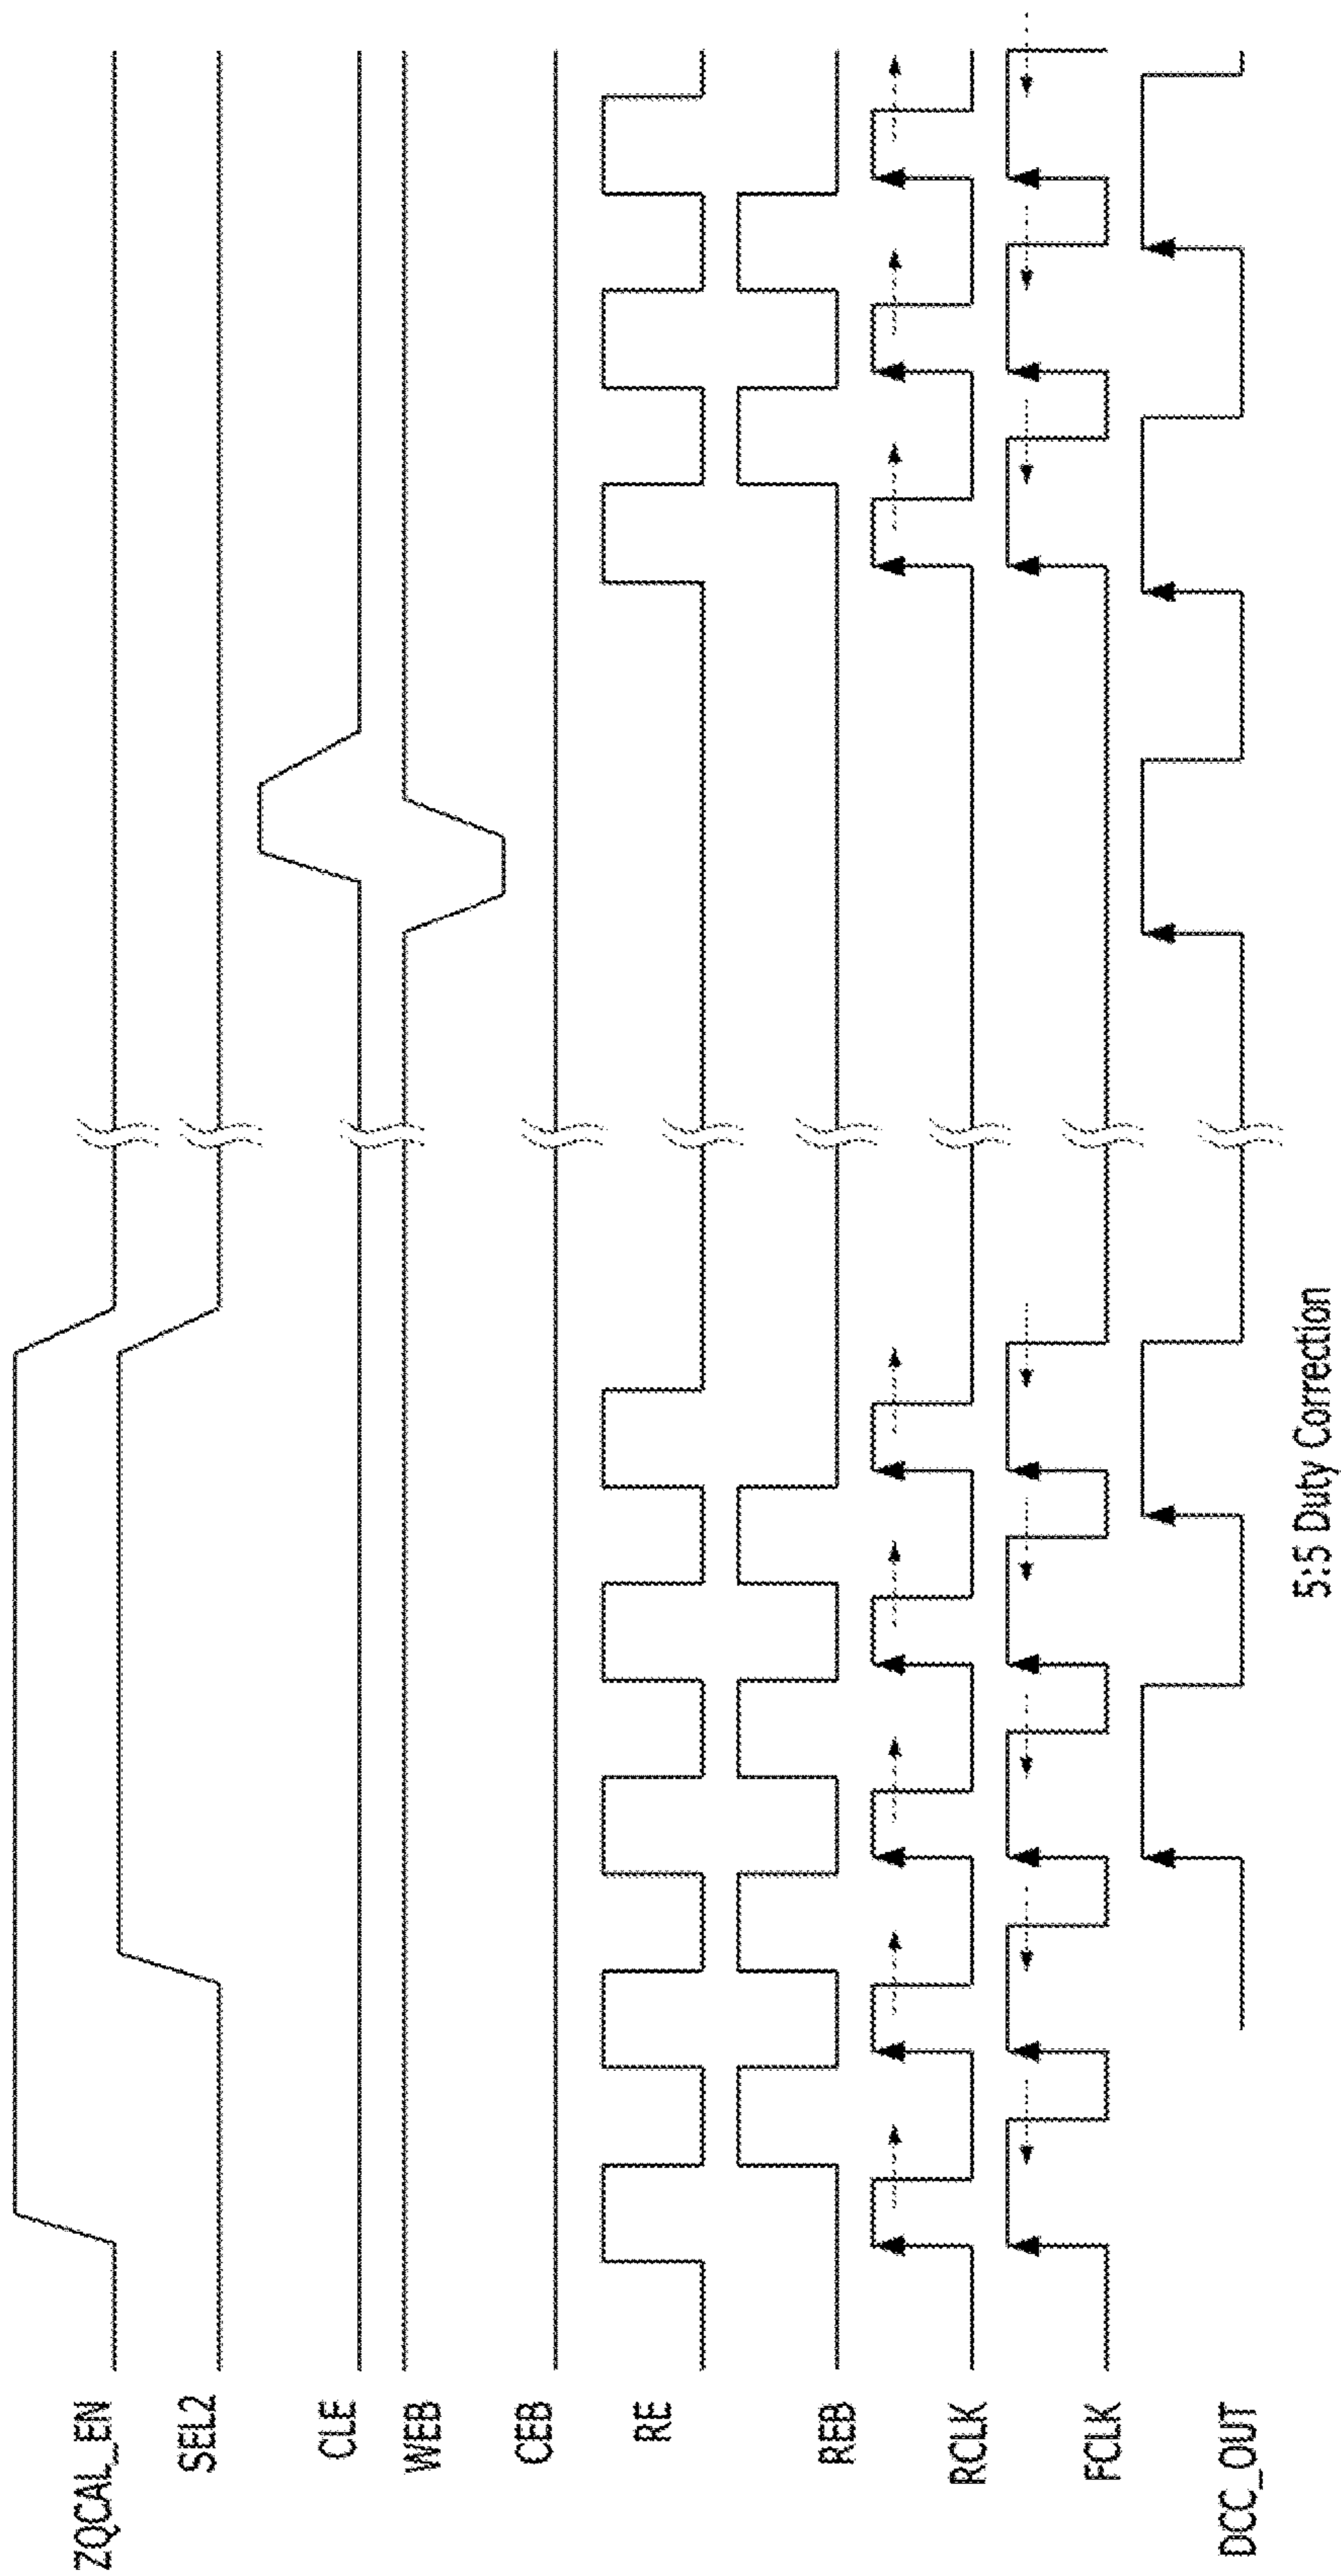 ZQCAL_EN
SEL2
CLE
WEB
CEB
RE
REB
RCLK
FCLK
DCC_OUT
5:5 Duty Correction